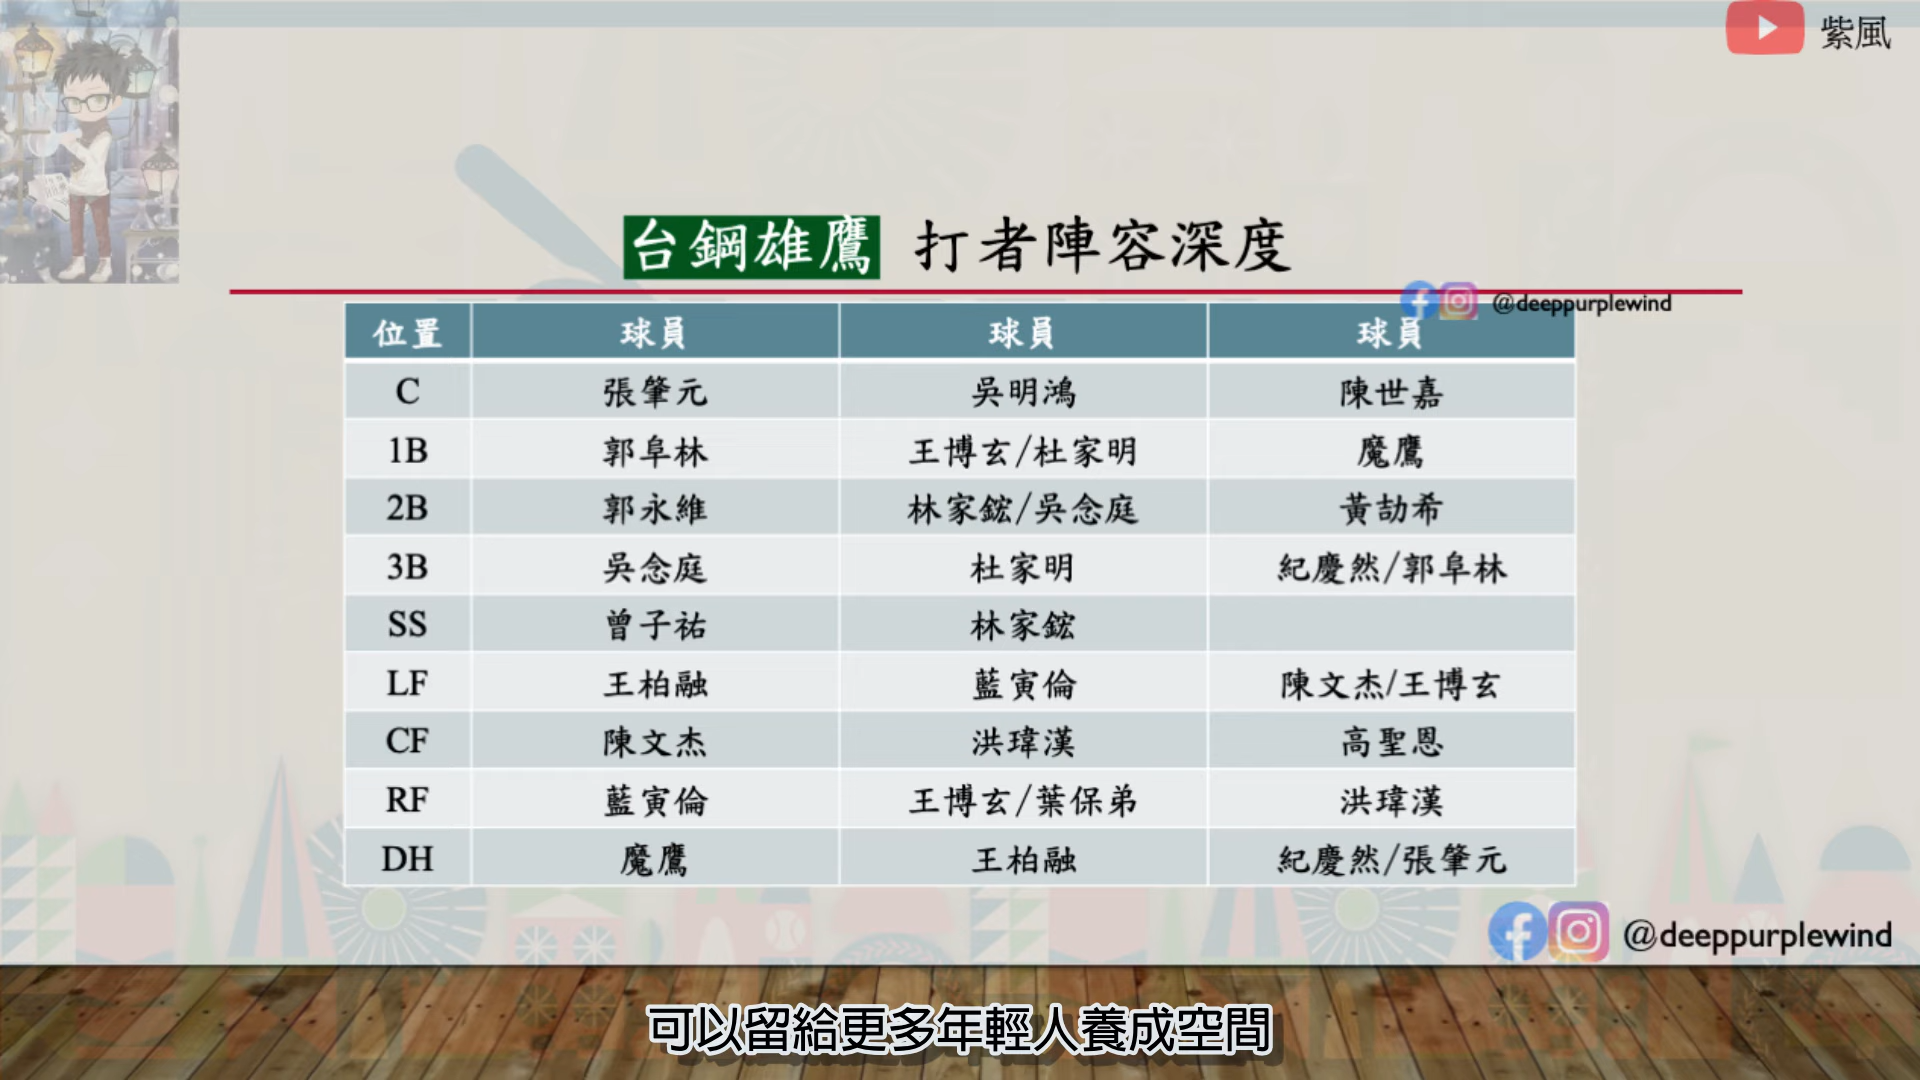 紫風
台鋼雄鷹 打者陣容深度
@deeppurplewind
位置 球員 球員 球員
C 張肇元 吳明鴻 陳世嘉
1B 郭阜林 王博玄/杜家明 魔鷹
2B 郭永維 林家鋐/吳念庭 黃劼希
3B 吳念庭 杜家明 紀慶然/郭阜林
SS 曾子祐 林家鋐
LF 王柏融 藍寅倫 陳文杰/王博玄
CF 陳文杰 洪瑋漢 高聖恩
RF 藍寅倫 王博玄/葉保弟 洪瑋漢
DH 魔鷹 王柏融 紀慶然/張肇元
@deeppurplewind
可以留給更多年輕人養成空間